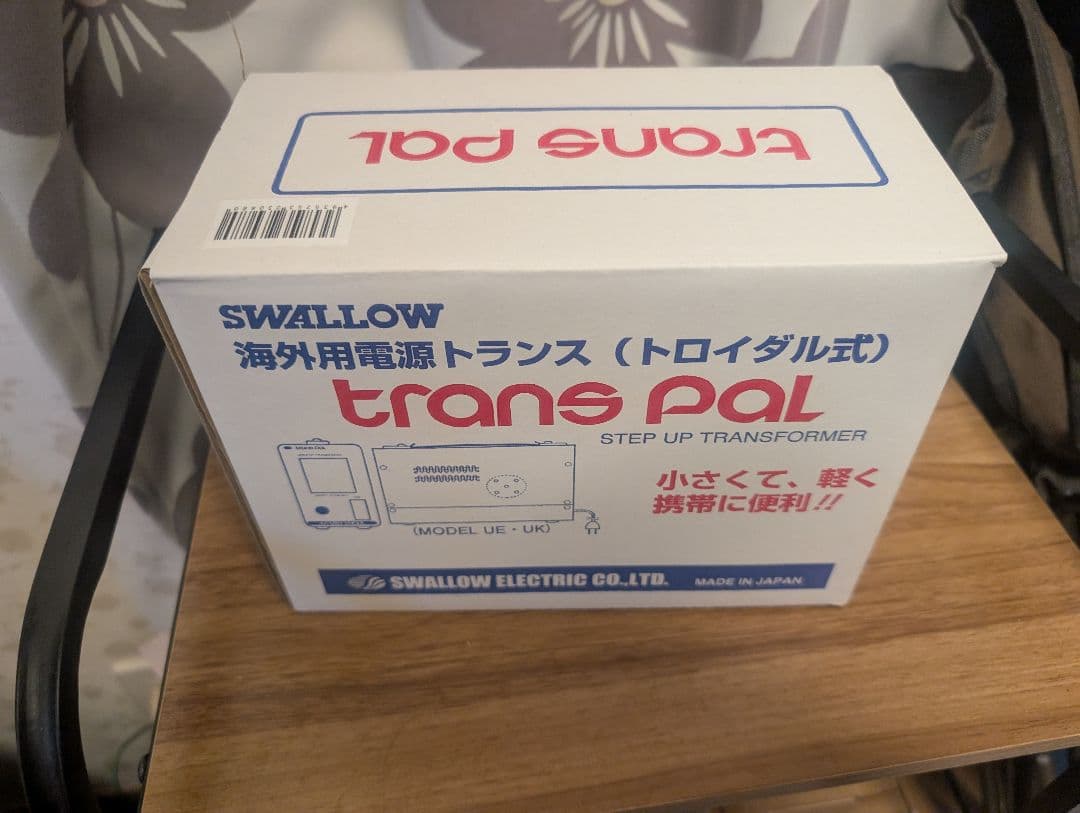 trans pal
SWALLOW
海外用電源トランス(トロイダル式)
trans pal
STEP UP TRANSFORMER
小さくて、軽く
携帯に便利!!
(MODEL UE・UK)
SWALLOW ELECTRIC CO.,LTD. MADE IN JAPAN